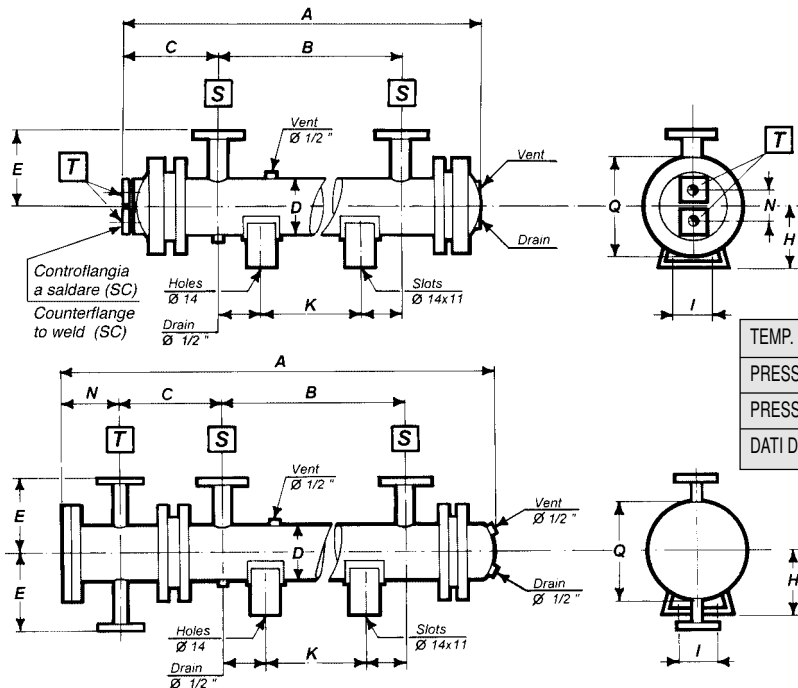 A
C
B
S
S
Vent
Ø 1/2 "
E
T
Vent
T
D
Q
N
H
Drain
Controflangia
a saldare (SC)
Counterflange
to weld (SC)
Holes
Ø 14
K
Slots
Ø 14x11
Drain
Ø 1/2 "
I
A
TEMP.
PRESS
PRESS
DATI D
N
C
B
T
S
S
Vent
Ø 1/2 "
Vent
Ø 1/2 "
E
D
Q
E
H
Drain
Ø 1/2 "
Holes
Ø 14
K
Slots
Ø 14x11
Drain
Ø 1/2 "
I